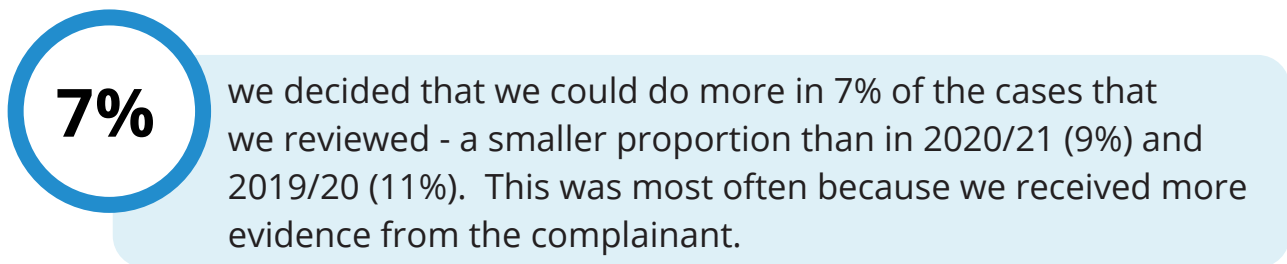 7%
we decided that we could do more in 7% of the cases that
we reviewed - a smaller proportion than in 2020/21 (9%) and
2019/20 (11%).  This was most often because we received more
evidence from the complainant.